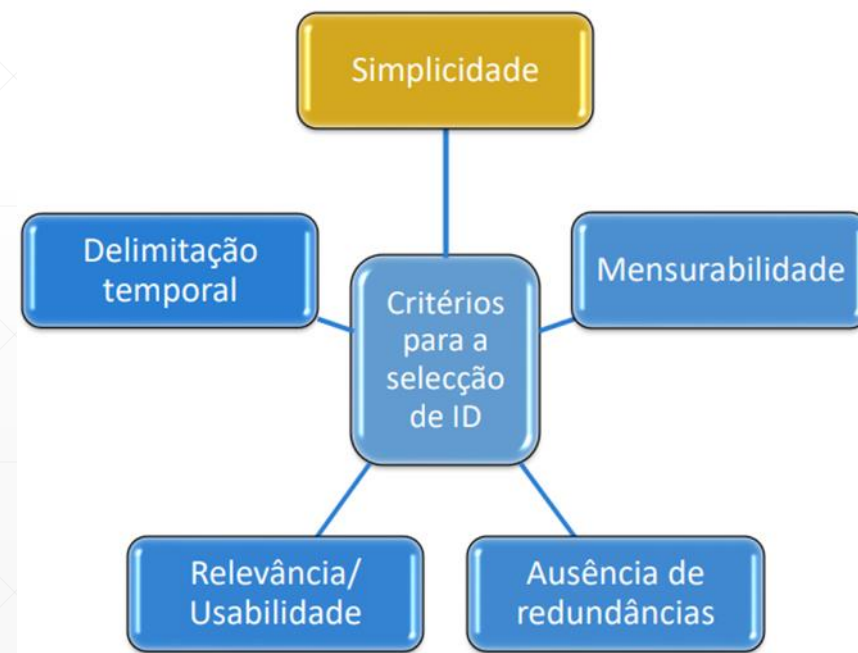 Simplicidade
Delimitação
temporal
Mensurabilidade
Critérios
para a
selecção
de ID
Relevância/
Usabilidade
Ausência de
redundâncias